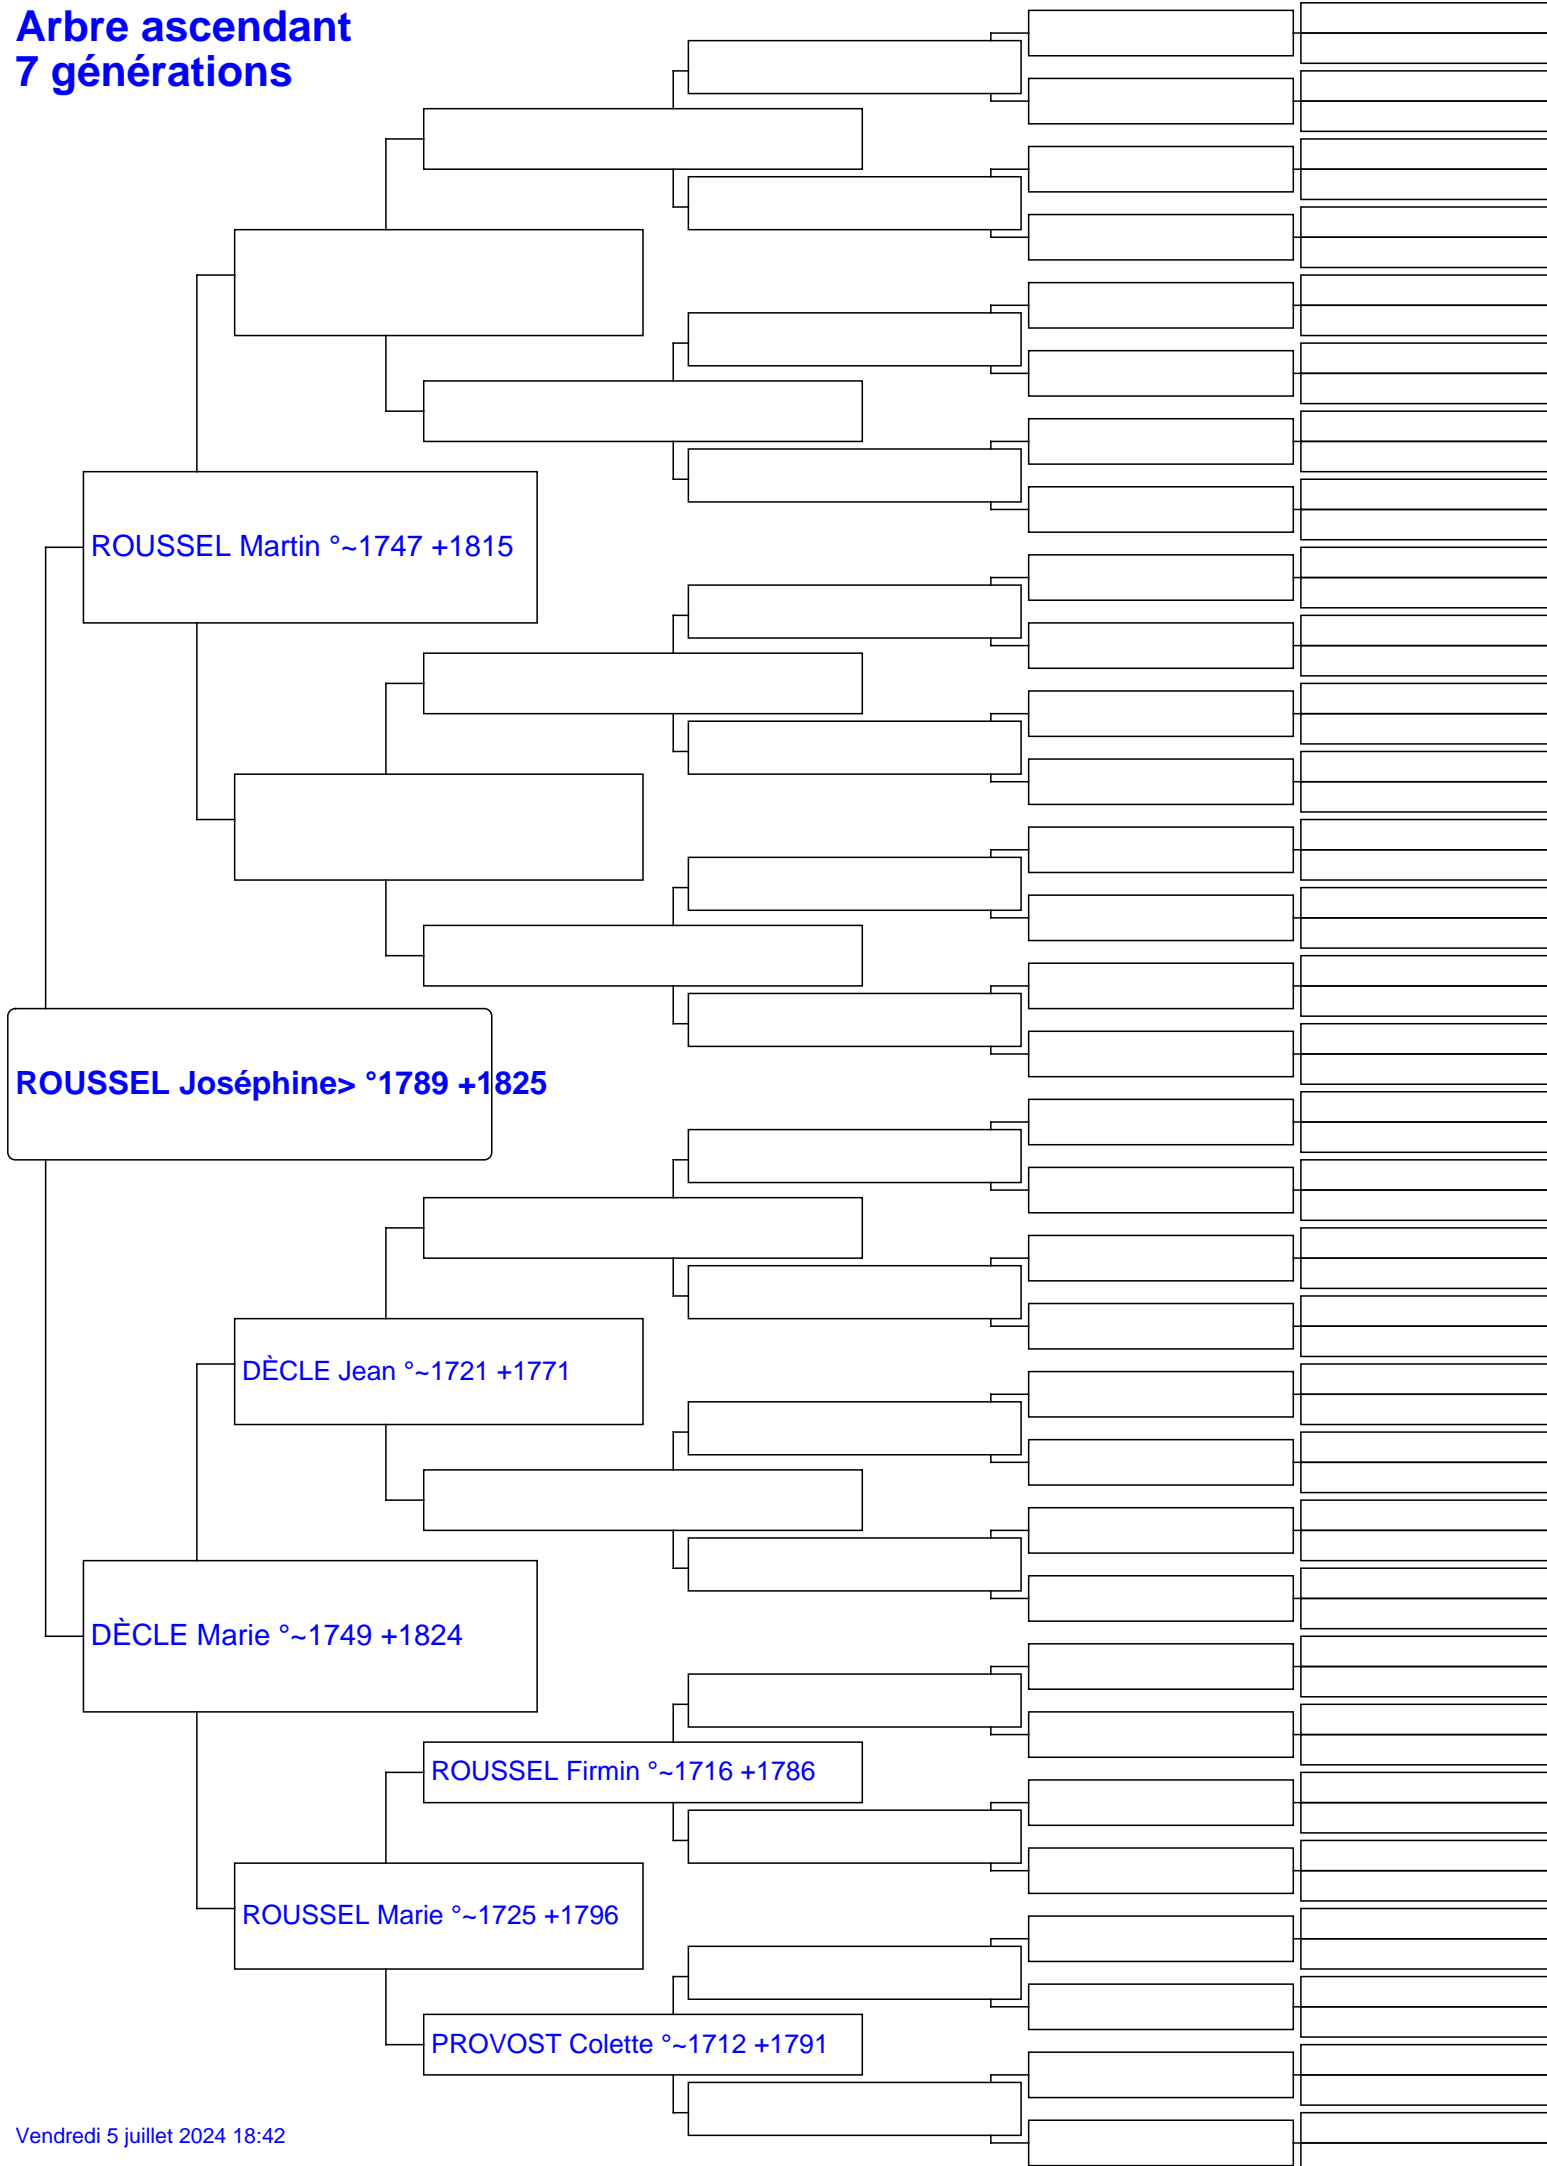 Arbre ascendant
7 générations
ROUSSEL Martin °~1747 +1815
ROUSSEL Joséphine> °1789 +1825
DÈCLE Jean °~1721 +1771
DÈCLE Marie °~1749 +1824
ROUSSEL Firmin °~1716 +1786
ROUSSEL Marie °~1725 +1796
PROVOST Colette °~1712 +1791
Vendredi 5 juillet 2024 18:42